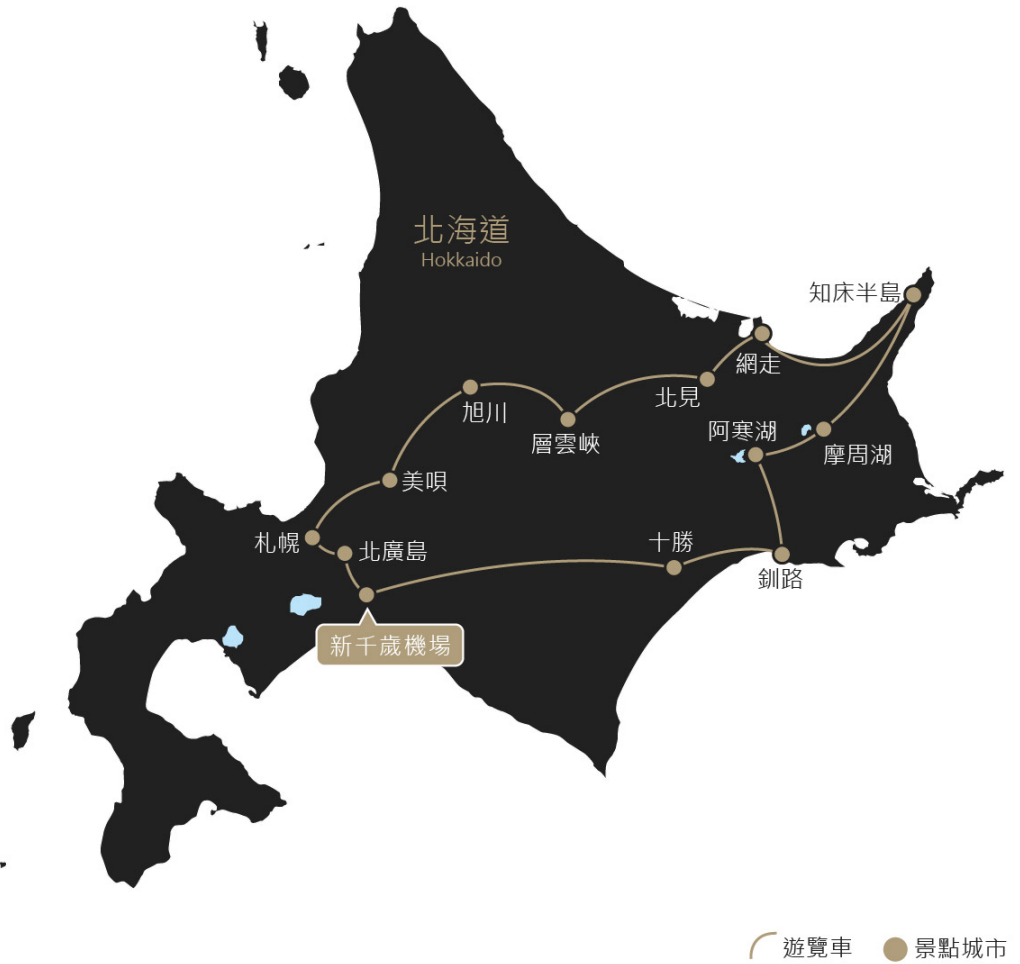 北海道
Hokkaido
知床半島
網走
北見
旭川
層雲峽
阿寒湖
摩周湖
美唄
札幌
北廣島
十勝
釧路
新千歲機場
遊覽車
景點城市